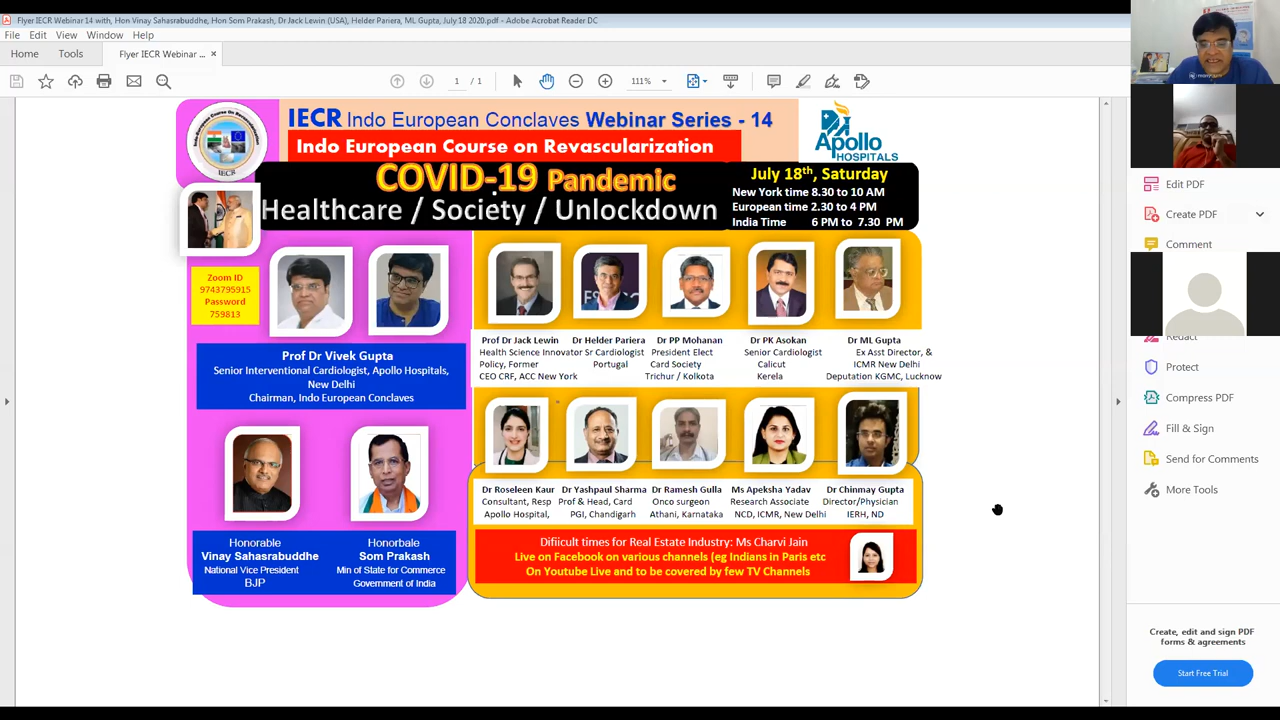 Flyer IECR Webinar 14 with, Hon Vinay Sahasrabuddhe, Hon Som Prakash, Dr Jack Lewin (USA), Helder Pariera, ML Gupta, July 18 2020.pdf - Adobe Acrobat Reader DC
File Edit View Window Help
Home Tools Flyer IECR Webinar ... ×
1 / 1 111%
IECR Indo European Conclaves Webinar Series - 14
Indo European Course on Revascularization
Apollo
HOSPITALS
IECR
COVID-19 Pandemic
Healthcare / Society / Unlockdown
July 18th, Saturday
New York time 8.30 to 10 AM
European time 2.30 to 4 PM
India Time 6 PM to 7.30 PM
Zoom ID
9743795915
Password
759813
Prof Dr Vivek Gupta
Senior Interventional Cardiologist, Apollo Hospitals,
New Delhi
Chairman, Indo European Conclaves
Prof Dr Jack Lewin
Health Science Innovator
Policy, Former
CEO CRF, ACC New York
Dr Helder Pariera
Sr Cardiologist
Portugal
Dr PP Mohanan
President Elect
Card Society
Trichur / Kolkota
Dr PK Asokan
Senior Cardiologist
Calicut
Kerela
Dr ML Gupta
Ex Asst Director, &
ICMR New Delhi
Deputation KGMC, Lucknow
Dr Roseleen Kaur
Consultant, Resp
Apollo Hospital,
Dr Yashpaul Sharma
Prof & Head, Card
PGI, Chandigarh
Dr Ramesh Gulla
Onco surgeon
Athani, Karnataka
Ms Apeksha Yadav
Research Associate
NCD, ICMR, New Delhi
Dr Chinmay Gupta
Director/Physician
IERH, ND
Honorable
Vinay Sahasrabuddhe
National Vice President
BJP
Honorbale
Som Prakash
Min of State for Commerce
Government of India
Difiicult times for Real Estate Industry: Ms Charvi Jain
Live on Facebook on various channels (eg Indians in Paris etc
On Youtube Live and to be covered by few TV Channels
Edit PDF
Create PDF
Comment
Redact
Protect
Compress PDF
Fill & Sign
Send for Comments
More Tools
Create, edit and sign PDF
forms & agreements
Start Free Trial